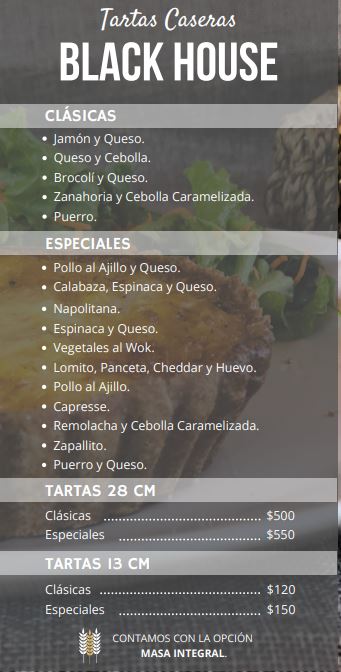 Tartas Caseras
BLACK HOUSE
CLÁSICAS
• Jamón y Queso.
• Queso y Cebolla.
• Brocolí y Queso.
• Zanahoria y Cebolla Caramelizada.
• Puerro.
ESPECIALES
• Pollo al Ajillo y Queso.
• Calabaza, Espinaca y Queso.
• Napolitana.
• Espinaca y Queso.
• Vegetales al Wok.
• Lomito, Panceta, Cheddar y Huevo.
• Pollo al Ajillo.
• Capresse.
• Remolacha y Cebolla Caramelizada.
• Zapallito.
• Puerro y Queso.
TARTAS 28 CM
Clásicas ........................................ $500
Especiales .................................... $550
TARTAS 13 CM
Clásicas ......................................... $120
Especiales .................................... $150
CONTAMOS CON LA OPCIÓN
MASA INTEGRAL.